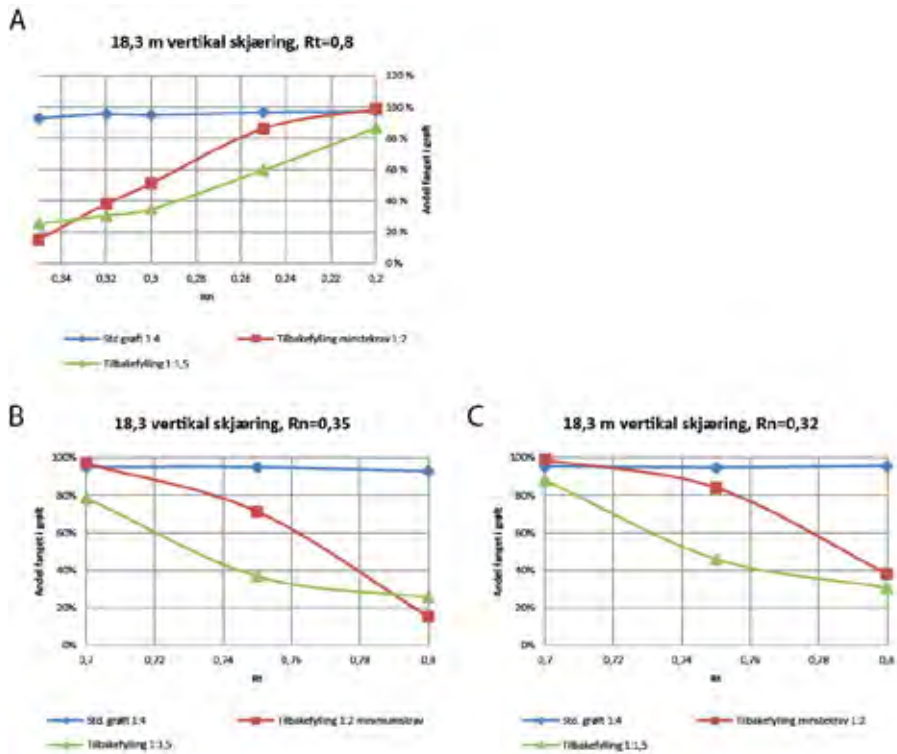 A
18,3 m vertikal skjæring, Rt=0,8
120 %
100 %
80 %
60 %
40 %
20 %
0 %
Andel fanget i grøft
0,34 0,32 0,3 0,28 0,26 0,24 0,22 0,2
Rn
Std grøft 1:4
Tilbakefylling minstekrav 1:2
Tilbakefylling 1:1,5
B
18,3 vertikal skjæring, Rn=0,35
100%
80%
60%
40%
20%
0%
Andel fanget i grøft
0,7 0,72 0,74 0,76 0,78 0,8
Rt
Std. grøft 1:4
Tilbakefylling 1:2 minimumskrav
Tilbakefylling 1:1,5
C
18,3 m vertikal skjæring, Rn=0,32
100%
80%
60%
40%
20%
0%
Andel fanget i grøft
0,7 0,72 0,74 0,76 0,78 0,8
Rt
Std. grøft 1:4
Tilbakefylling minstekrav 1:2
Tilbakefylling 1:1,5